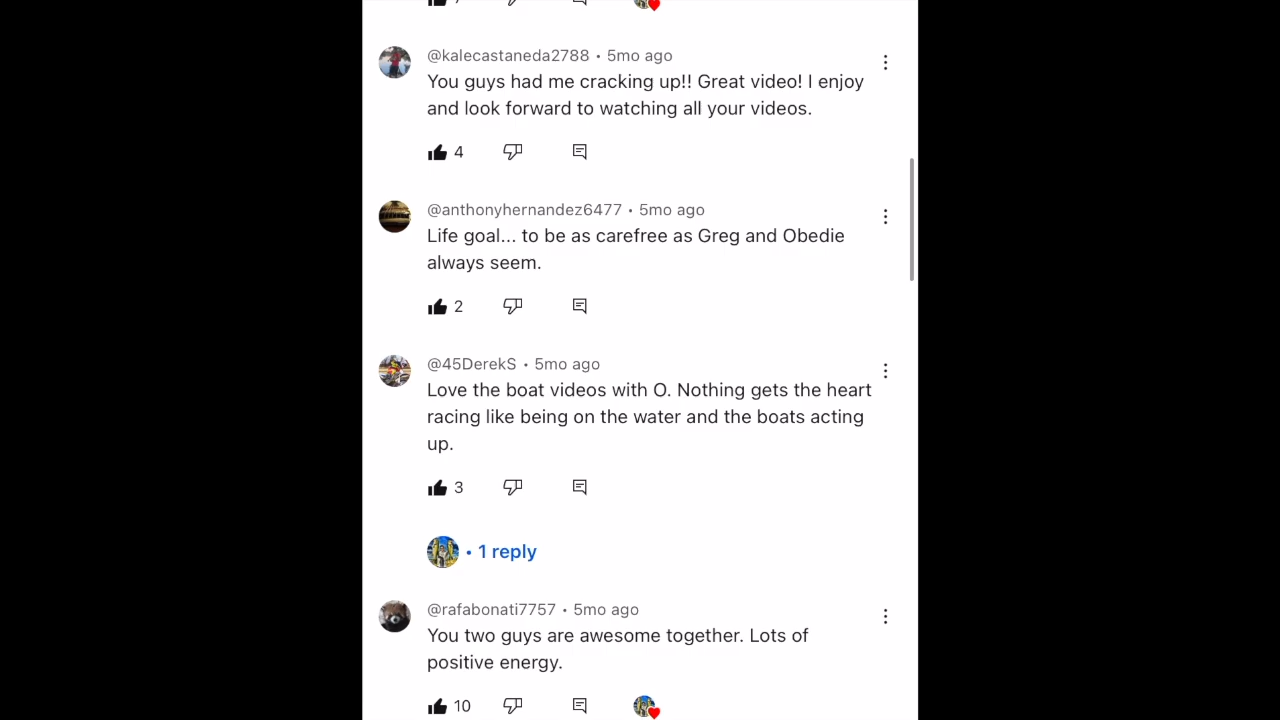 @kalecastaneda2788 • 5mo ago
You guys had me cracking up!! Great video! I enjoy
and look forward to watching all your videos.
4
@anthonyhernandez6477 • 5mo ago
Life goal... to be as carefree as Greg and Obedie
always seem.
2
@45DerekS • 5mo ago
Love the boat videos with O. Nothing gets the heart
racing like being on the water and the boats acting
up.
3
• 1 reply
@rafabonati7757 • 5mo ago
You two guys are awesome together. Lots of
positive energy.
10